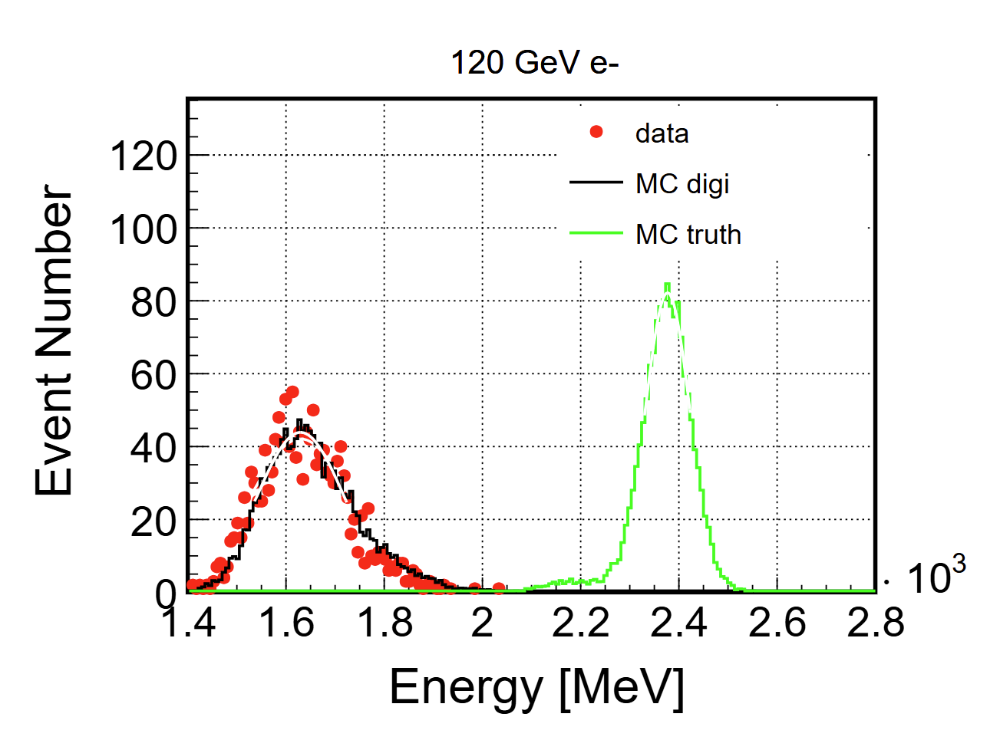 120 GeV e-
data
MC digi
MC truth
120
100
80
60
40
20
0
1.4 1.6 1.8 2 2.2 2.4 2.6 2.8
· 10³
Energy [MeV]
Event Number